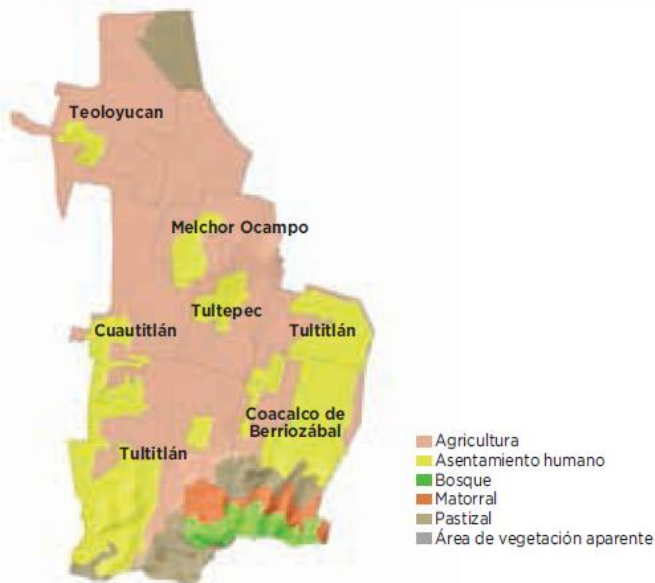 Teoloyucan
Melchor Ocampo
Tultepec
Cuautitlán
Tultitlán
Coacalco de
Berriozábal
Tultitlán
Agricultura
Asentamiento humano
Bosque
Matorral
Pastizal
Área de vegetación aparente